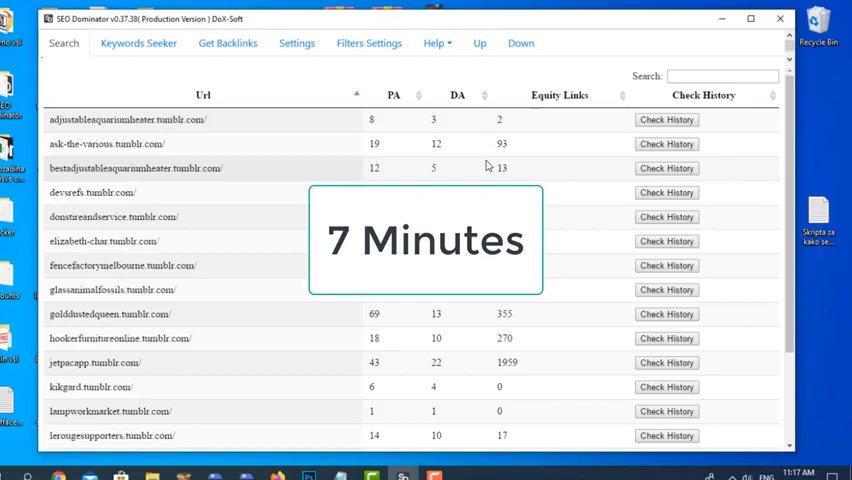 SEO Dominator v0.37.38( Production Version ) DoX-Soft
Search Keywords Seeker Get Backlinks Settings Filters Settings Help Up Down
Search:
Url PA DA Equity Links Check History
adjustableaquariumheater.tumblr.com/ 8 3 2 Check History
ask-the-various.tumblr.com/ 19 12 93 Check History
bestadjustableaquariumheater.tumblr.com/ 12 5 13 Check History
devsrefs.tumblr.com/ Check History
donstireandservice.tumblr.com/ Check History
elizabeth-char.tumblr.com/ Check History
fencefactorymelbourne.tumblr.com/ Check History
glassanimalfossils.tumblr.com/ Check History
7 Minutes
golddustedqueen.tumblr.com/ 69 13 355 Check History
hookerfurnitureonline.tumblr.com/ 18 10 270 Check History
jetpacapp.tumblr.com/ 43 22 1959 Check History
kikgard.tumblr.com/ 6 4 0 Check History
lampworkmarket.tumblr.com/ 1 1 0 Check History
lerougesupporters.tumblr.com/ 14 10 17 Check History
Recycle Bin
Skripta za
kako se...
ENG 11:17 AM